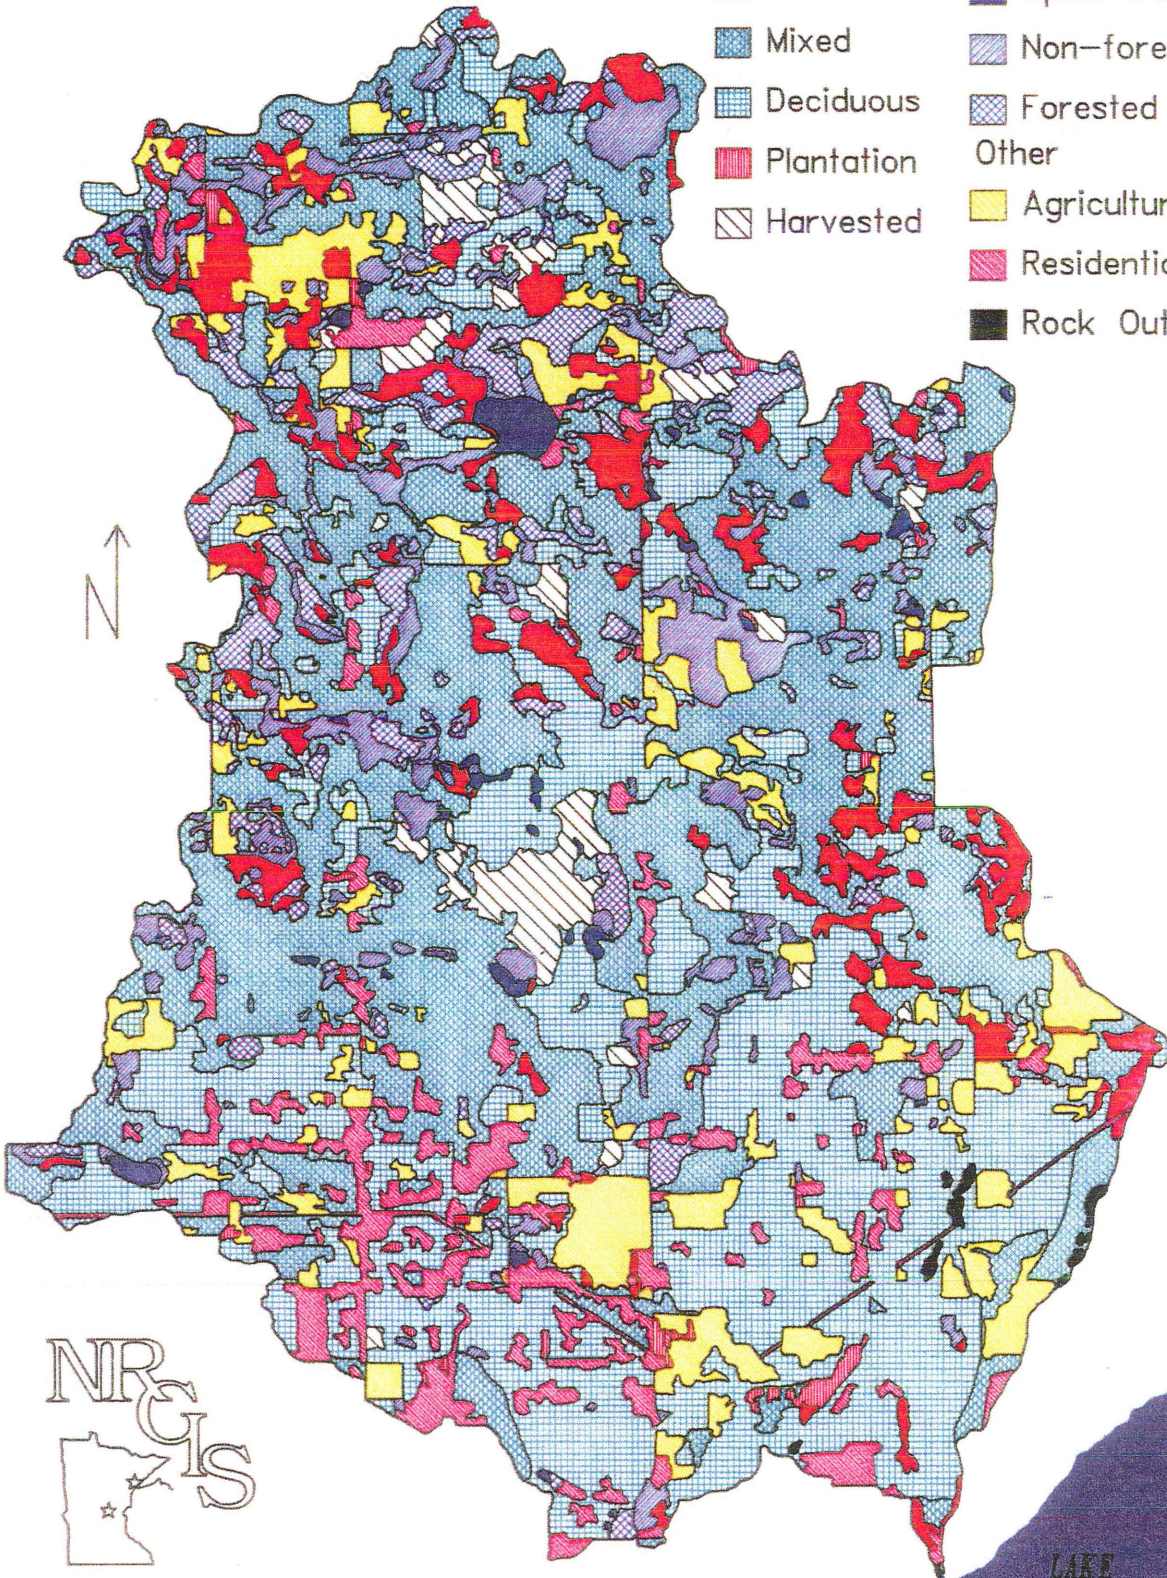 Mixed
Deciduous
Plantation
Harvested
Non-fore
Forested
Other
Agricultur
Residentia
Rock Out
N
NRGIS
LAKE